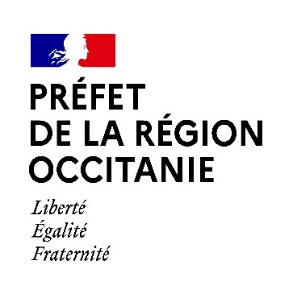 PRÉFET
DE LA RÉGION
OCCITANIE
Liberté
Égalité
Fraternité